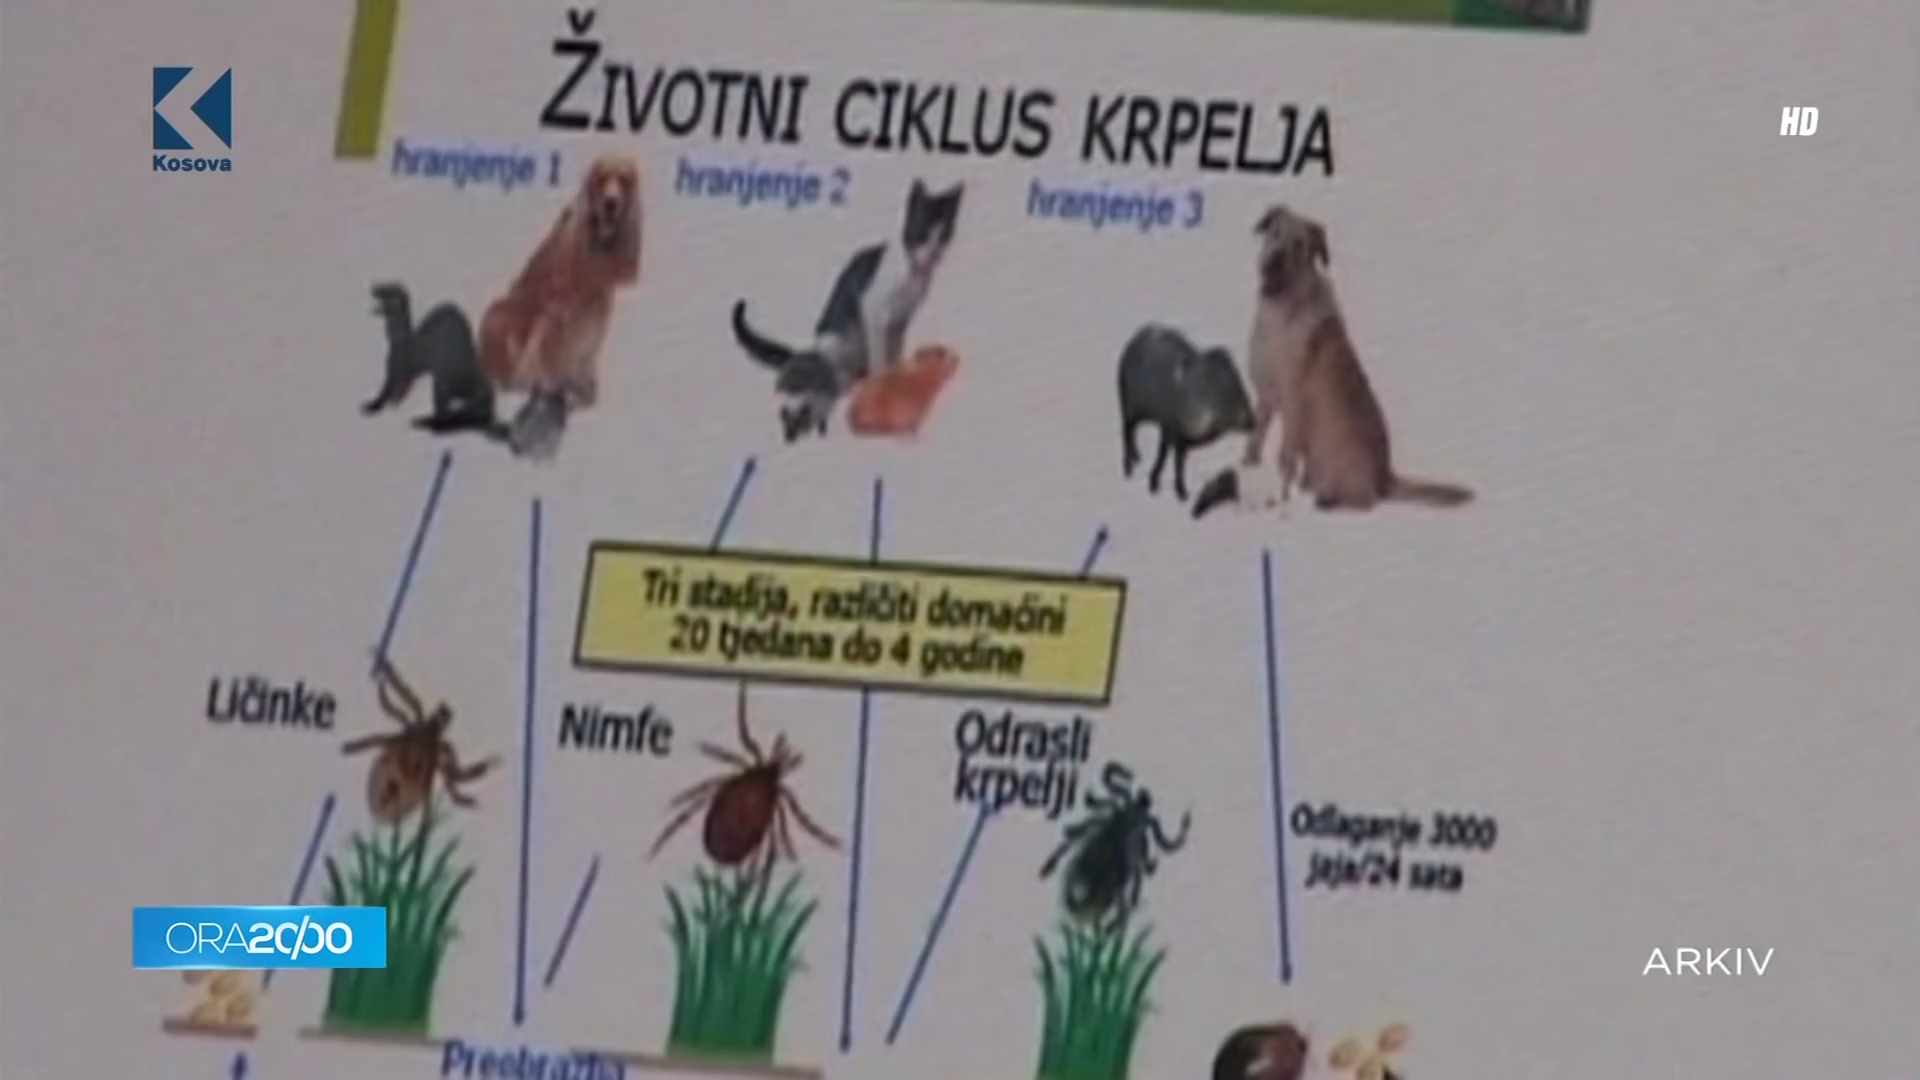 ŽIVOTNI CIKLUS KRPELJA
Kosova
HD
hranjenje 1
hranjenje 2
hranjenje 3
Tri stadija, različiti domaćini
20 tjedana do 4 godine
Ličinke
Nimfe
Odrasli
krpelji
Odlaganje 3000
jaja/24 sata
ORA20/00
ARKIV
Preobrazba